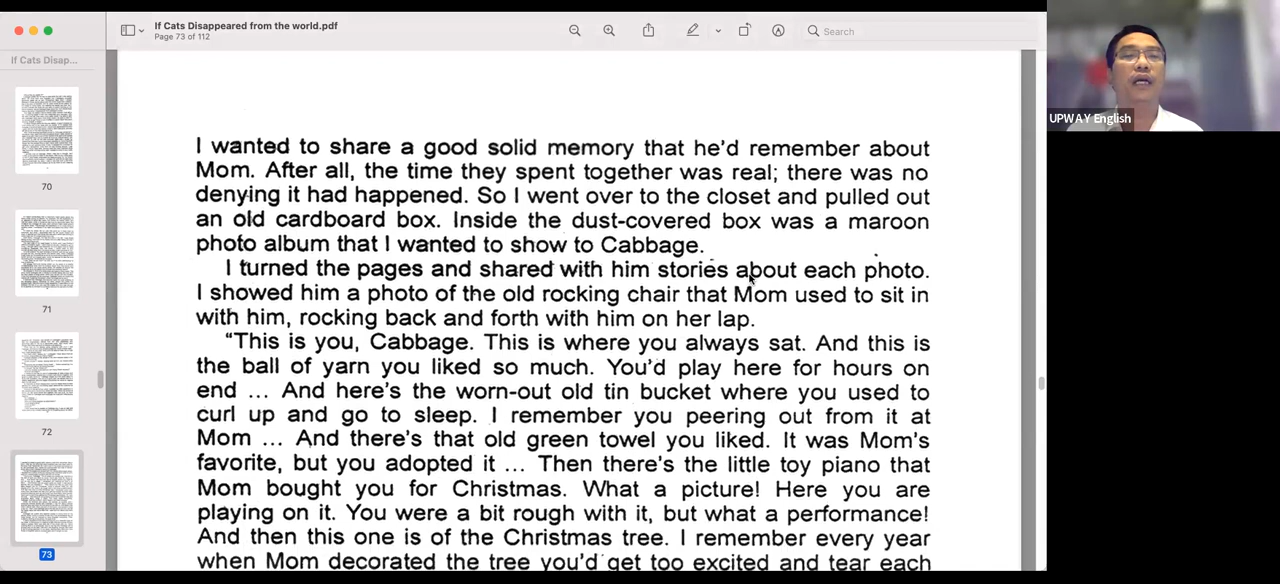 If Cats Disappeared from the world.pdf
Page 73 of 112
Search
If Cats Disap...
70
71
72
73
I wanted to share a good solid memory that he'd remember about
Mom. After all, the time they spent together was real; there was no
denying it had happened. So I went over to the closet and pulled out
an old cardboard box. Inside the dust-covered box was a maroon
photo album that I wanted to show to Cabbage.
I turned the pages and shared with him stories about each photo.
I showed him a photo of the old rocking chair that Mom used to sit in
with him, rocking back and forth with him on her lap.
“This is you, Cabbage. This is where you always sat. And this is
the ball of yarn you liked so much. You'd play here for hours on
end ... And here's the worn-out old tin bucket where you used to
curl up and go to sleep. I remember you peering out from it at
Mom ... And there's that old green towel you liked. It was Mom's
favorite, but you adopted it ... Then there's the little toy piano that
Mom bought you for Christmas. What a picture! Here you are
playing on it. You were a bit rough with it, but what a performance!
And then this one is of the Christmas tree. I remember every year
when Mom decorated the tree you'd get too excited and tear each
UPWAY English